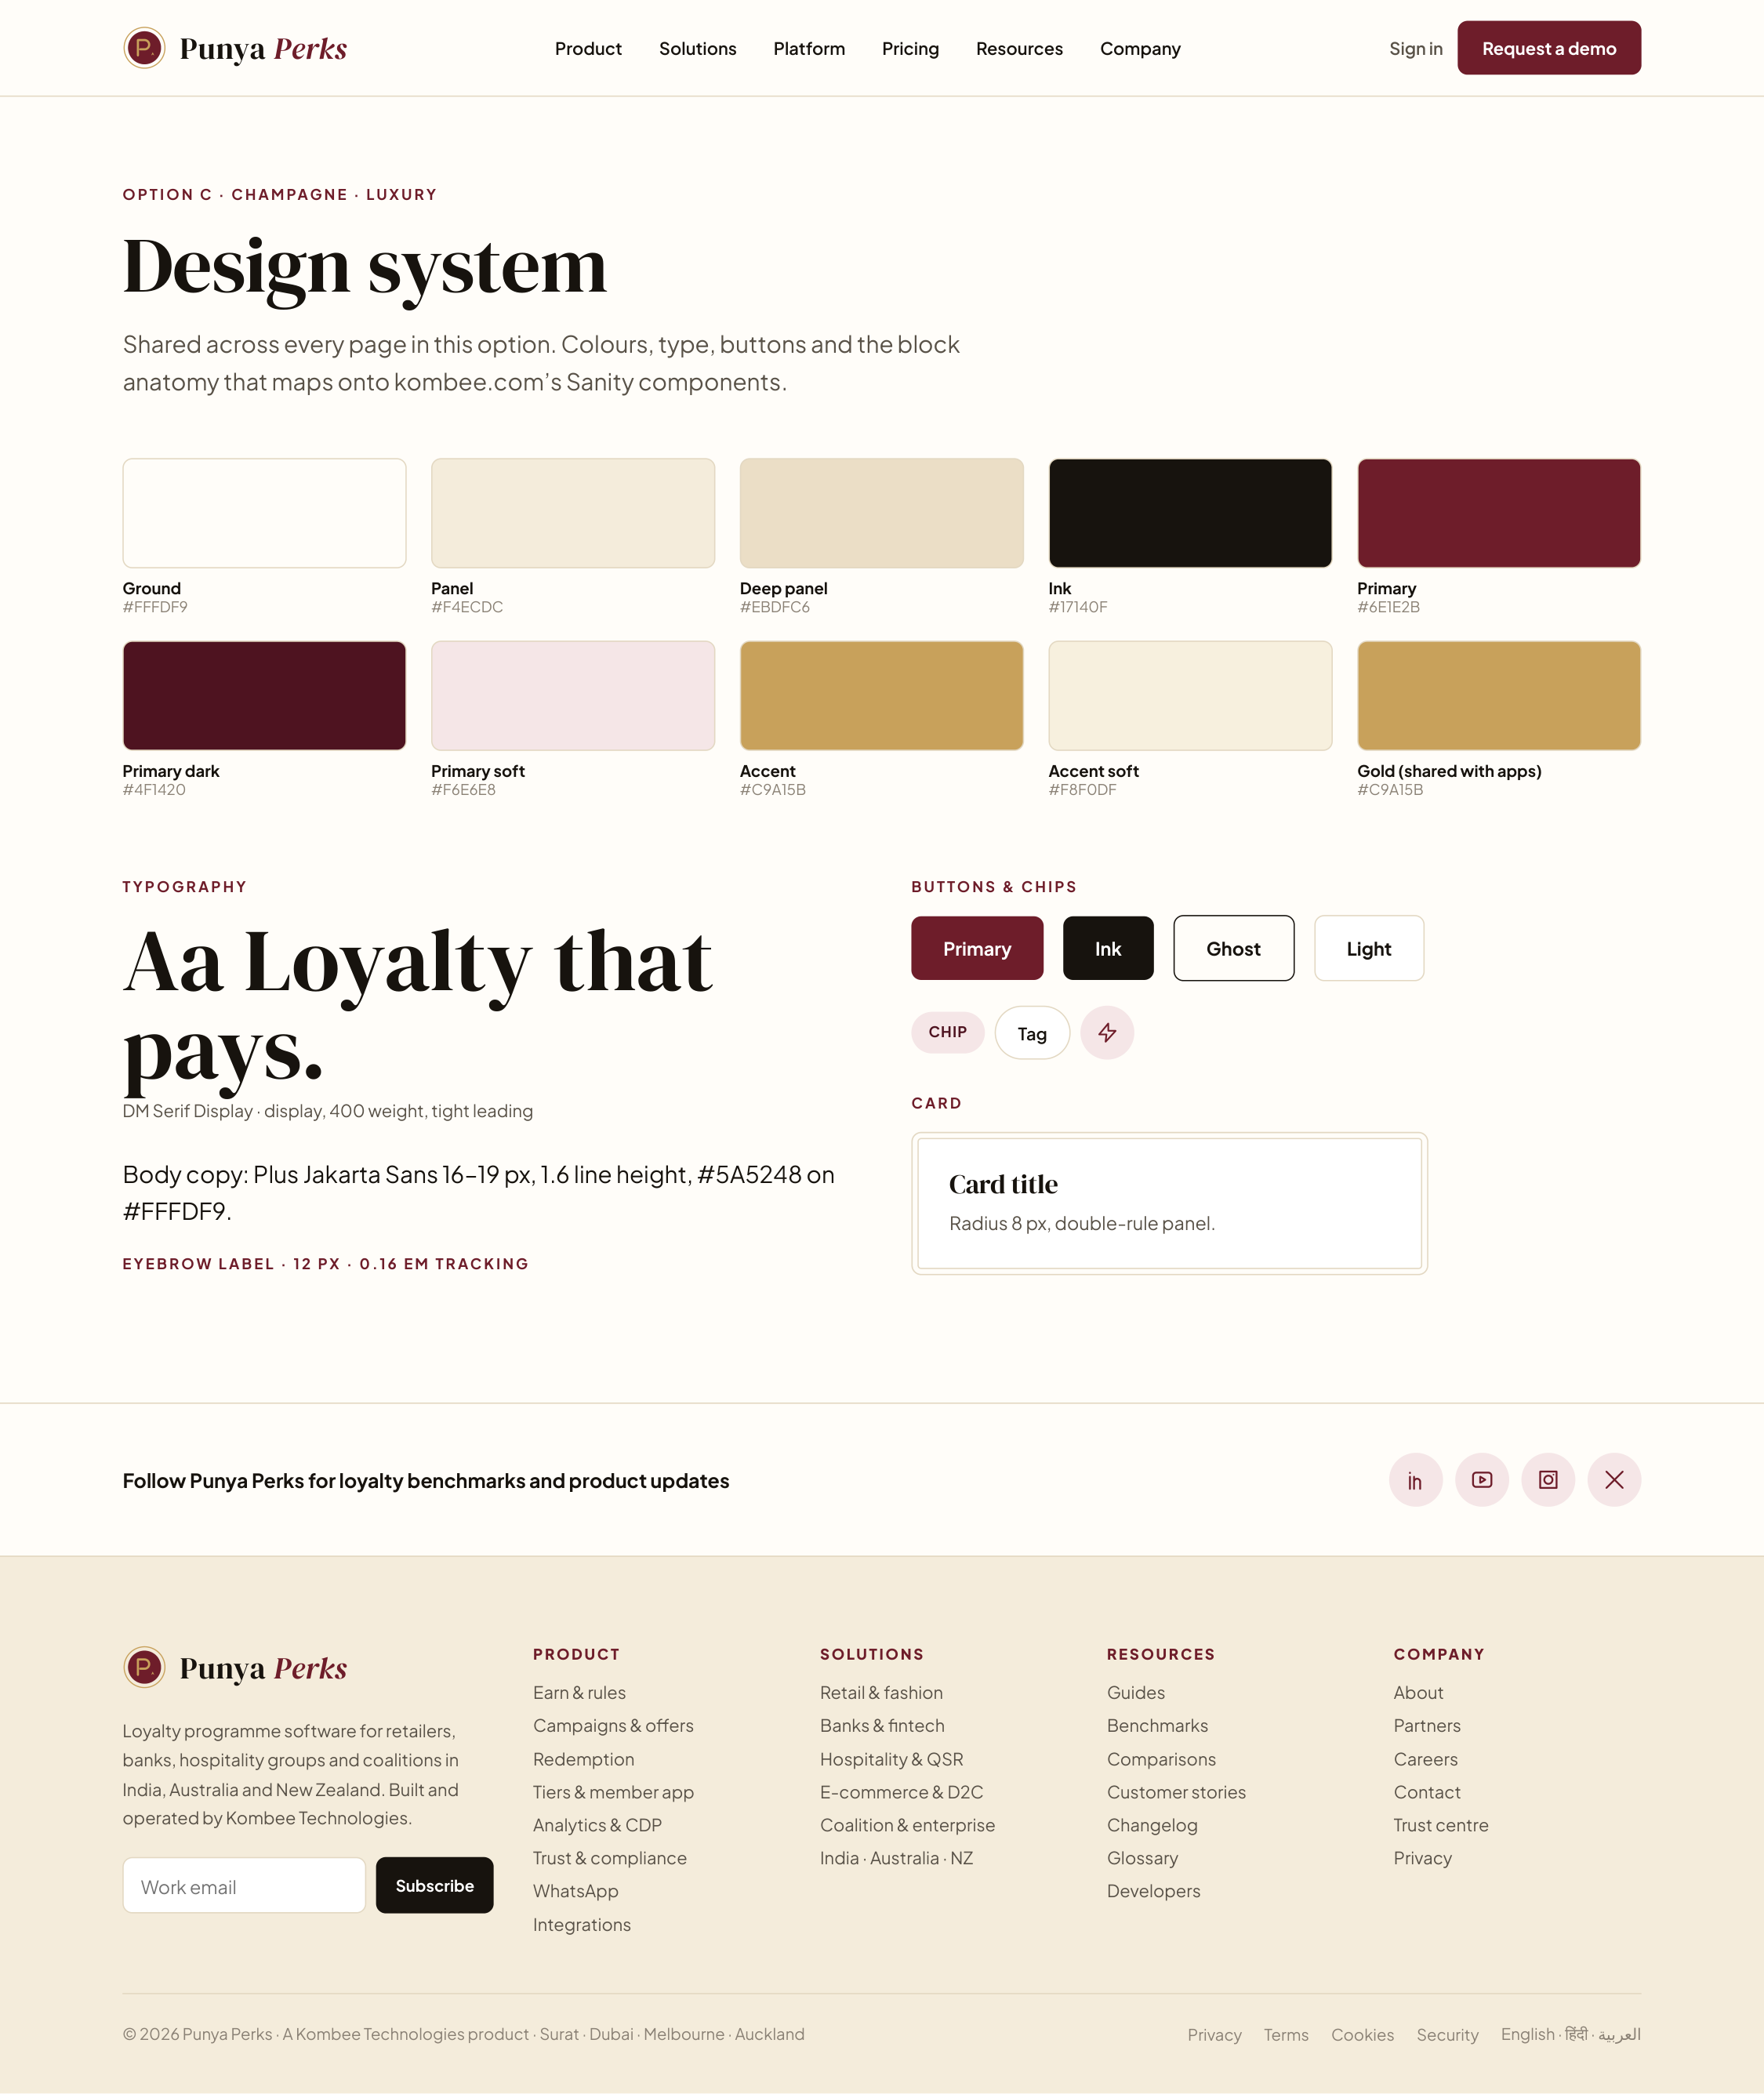 Punya Perks
Product Solutions Platform Pricing Resources Company
Sign in Request a demo
OPTION C · CHAMPAGNE · LUXURY
Design system
Shared across every page in this option. Colours, type, buttons and the block
anatomy that maps onto kombee.com’s Sanity components.
Ground Panel Deep panel Ink Primary
#FFFDF9 #F4ECDC #EBDFC6 #17140F #6E1E2B
Primary dark Primary soft Accent Accent soft Gold (shared with apps)
#4F1420 #F6E6E8 #C9A15B #F8F0DF #C9A15B
TYPOGRAPHY
Aa Loyalty that
pays.
DM Serif Display · display, 400 weight, tight leading
Body copy: Plus Jakarta Sans 16–19 px, 1.6 line height, #5A5248 on
#FFFDF9.
EYEBROW LABEL · 12 PX · 0.16 EM TRACKING
BUTTONS & CHIPS
Primary Ink Ghost Light
CHIP Tag
CARD
Card title
Radius 8 px, double-rule panel.
Follow Punya Perks for loyalty benchmarks and product updates
in
Punya Perks
Loyalty programme software for retailers,
banks, hospitality groups and coalitions in
India, Australia and New Zealand. Built and
operated by Kombee Technologies.
Work email Subscribe
PRODUCT
Earn & rules
Campaigns & offers
Redemption
Tiers & member app
Analytics & CDP
Trust & compliance
WhatsApp
Integrations
SOLUTIONS
Retail & fashion
Banks & fintech
Hospitality & QSR
E-commerce & D2C
Coalition & enterprise
India · Australia · NZ
RESOURCES
Guides
Benchmarks
Comparisons
Customer stories
Changelog
Glossary
Developers
COMPANY
About
Partners
Careers
Contact
Trust centre
Privacy
© 2026 Punya Perks · A Kombee Technologies product · Surat · Dubai · Melbourne · Auckland
Privacy Terms Cookies Security English · हिंदी · العربية